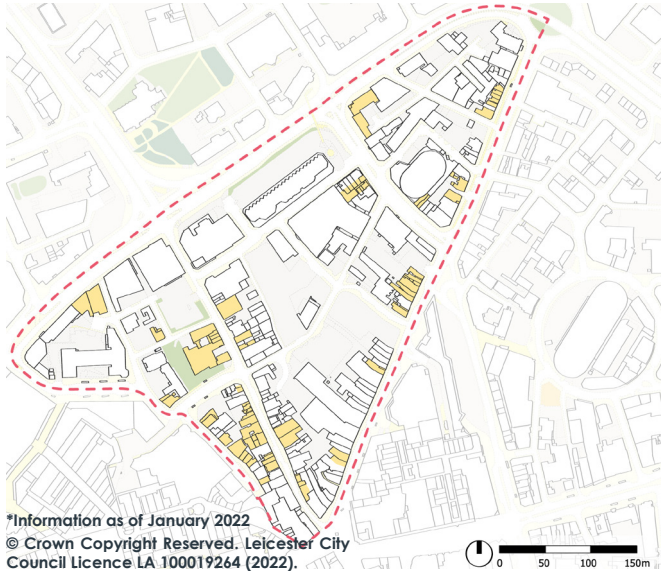 *Information as of January 2022
© Crown Copyright Reserved. Leicester City
Council Licence LA 100019264 (2022).
0 50 100 150m